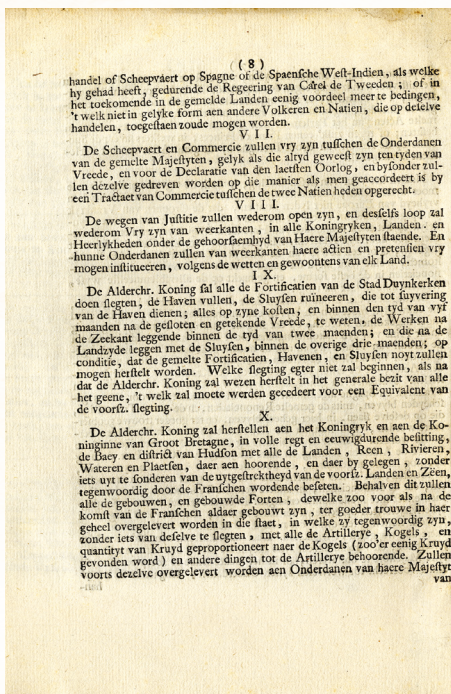 ( 8 )
handel of Scheepvaert op Spagne of de Spaensche West-Indien, als welke
hy gehad heeft, gedurende de Regeering van Carel de Tweeden ; of in
het toekomende in de gemelde Landen eenig voordeel meer te bedingen,
't welk niet in gelyke form aen andere Volkeren en Natien, die op deselve
handelen, toegestaen zoude mogen worden.
V I I.
De Scheepvaert en Commercie zullen vry zyn tusschen de Onderdanen
van de gemelte Majestyten, gelyk als die altyd geweest zyn ten tyden van
Vreede, en voor de Declaratie van den laersten Oorlog, en bysonder zul-
len dezelve gedreven worden op die manier als men geaccordeert is by
een Tractaet van Commercie tusschen de twee Natien heden opgerecht.
V I I I.
De wegen van Justitie zullen wederom open zyn, en desselfs loop zal
wederom Vry zyn van weerkanten , in alle Koningryken, Landen. en
Heerlykheden onder de gehoorsaemhyd van Haere Majestyten staende. En
hunne Onderdanen zullen van weerkanten haere actien en pretensien vry
mogen institueeren, volgens de wetten en gewoontens van elk Land.
I X.
De Alderchr. Koning sal alle de Fortificatien van de Stad Duynkerken
doen slegten, de Haven vullen, de Sluysen ruïneeren, die tot suyvering
van de Haven dienen; alles op zyne kosten, en binnen den tyd van vyf
maanden na de gesloten en getekende Vreede, te weten. de Werken na
de Zeekant leggende binnen de tyd van twee maenden; en die na de
Landzyde leggen met de Sluysen, binnen de overige drie maenden; op
conditie, dat de gemelte Fortificatien, Havenen, en Sluysen noyt zullen
mogen herstelt worden. Welke slegting egter niet zal beginnen, als na
dat de Alderchr. Koning zal wezen herstelt in het generale bezit van alle
het geene, 't welk zal moete werden gecedeert voor een Equivalent van
de voorsz. slegting.
X.
De Alderchr. Koning zal herstellen aen het Koningryk en aen de Ko-
ninginne van Groot Bretagne, in volle regt en eeuwigdurende besitting,
de Baey en district van Hudson met alle de Landen , Reen , Rivieren,
Wateren en Plaetsen, daer aen hoorende, en daer by gelegen , zonder
iets uyt te sonderen van de uytgestrektheyd van de voorsz. Landen en Zëen,
tegenwoordig door de Franschen wordende beseten. Behalven dit zullen
alle de gebouwen, en gebouwde Forten , dewelke zoo voor als na de
komst van de Franschen aldaer gebouwt zyn, ter goeder trouwe in haer
geheel overgelevert worden in die staet, in welke zy tegenwoordig zyn,
zonder iets van deselve te slegten , met alle de Artillerye , Kogels , en
quantityt van Kruyd geproportioneert naer de Kogels (zoo'er eenig Kruyd
gevonden word) en andere dingen tot de Artillerye behoorende. Zullen
voorts dezelve overgelevert worden aen Onderdanen van haere Majestyt
van